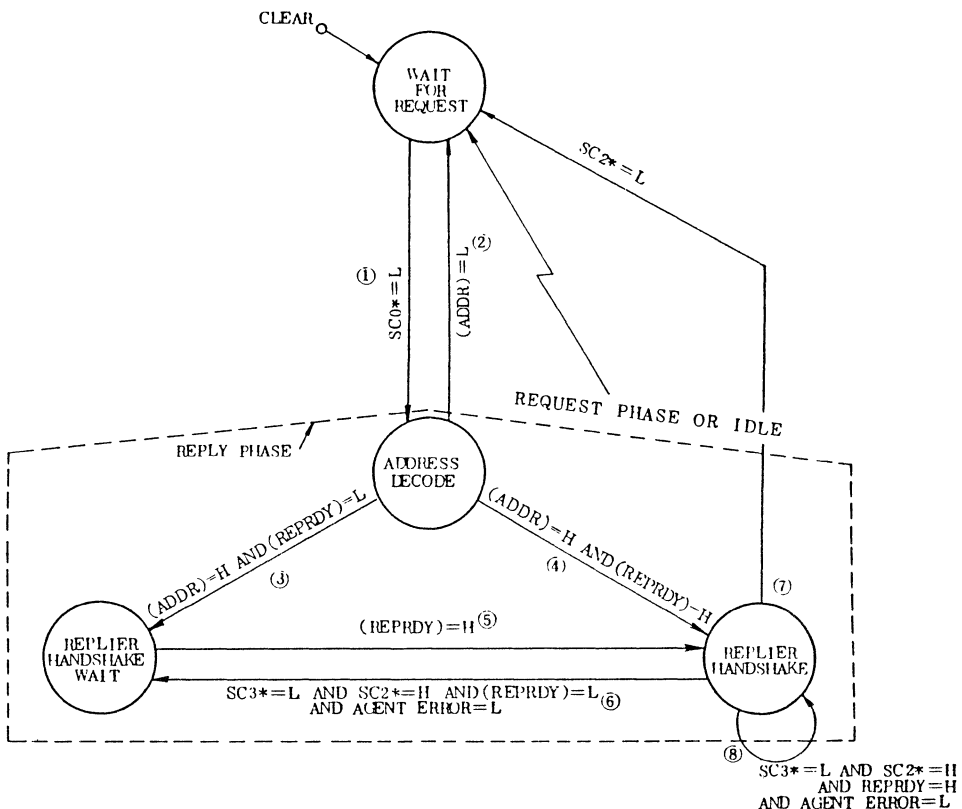 CLEAR
WAIT
FOR
REQUEST
SC2*=L
① SC0*=L
(ADDR)=L ②
REQUEST PHASE OR IDLE
REPLY PHASE
ADDRESS
DECODE
(ADDR)=H AND(REPRDY)=L
③
(ADDR)=H AND(REPRDY)-H
④
(REPRDY)=H ⑤
⑦
REPLIER
HANDSHAKE
WAIT
REPLIER
HANDSHAKE
SC3*=L AND SC2*=H AND(REPRDY)=L
AND AGENT ERROR=L ⑥
⑧
SC3*=L AND SC2*=H
AND REPRDY=H
AND AGENT ERROR=L